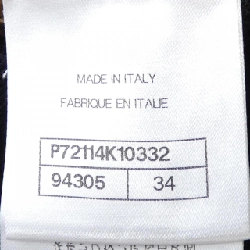 MADE IN ITALY
FABRIQUE EN ITALIE
P72114K10332
94305 34